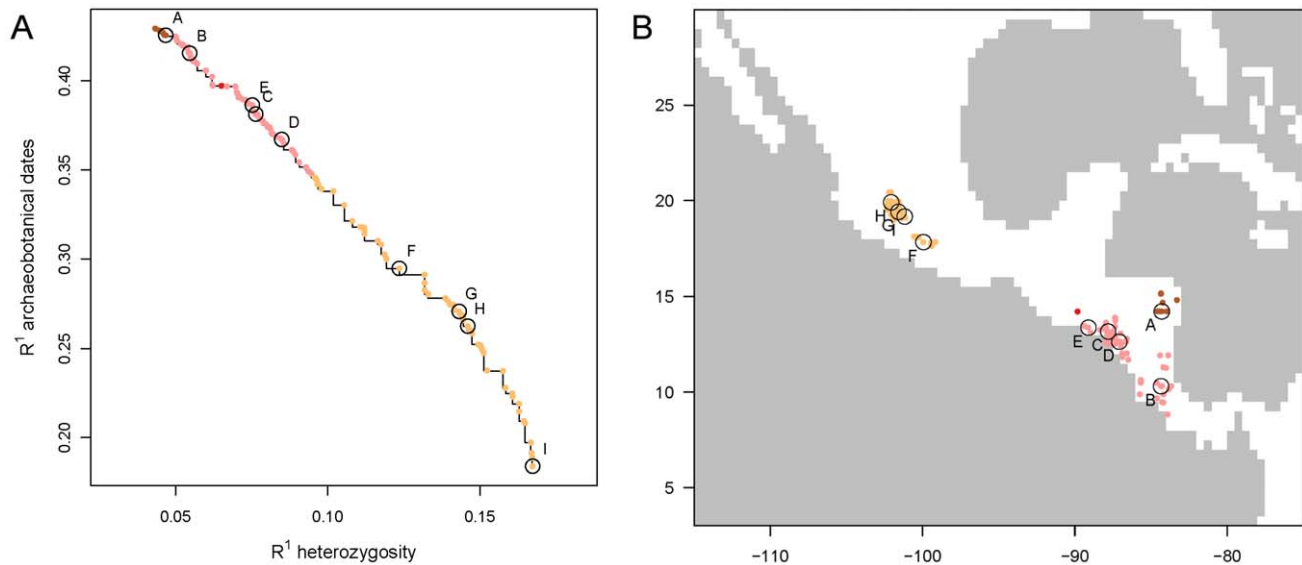 A
B
A
B
E
C
D
F
G
H
I
0.40
0.35
0.30
0.25
0.20
R¹ archaeobotanical dates
0.05
0.10
0.15
R¹ heterozygosity
25
20
15
10
5
H
G
I
F
A
E
C
D
B
−110
−100
−90
−80